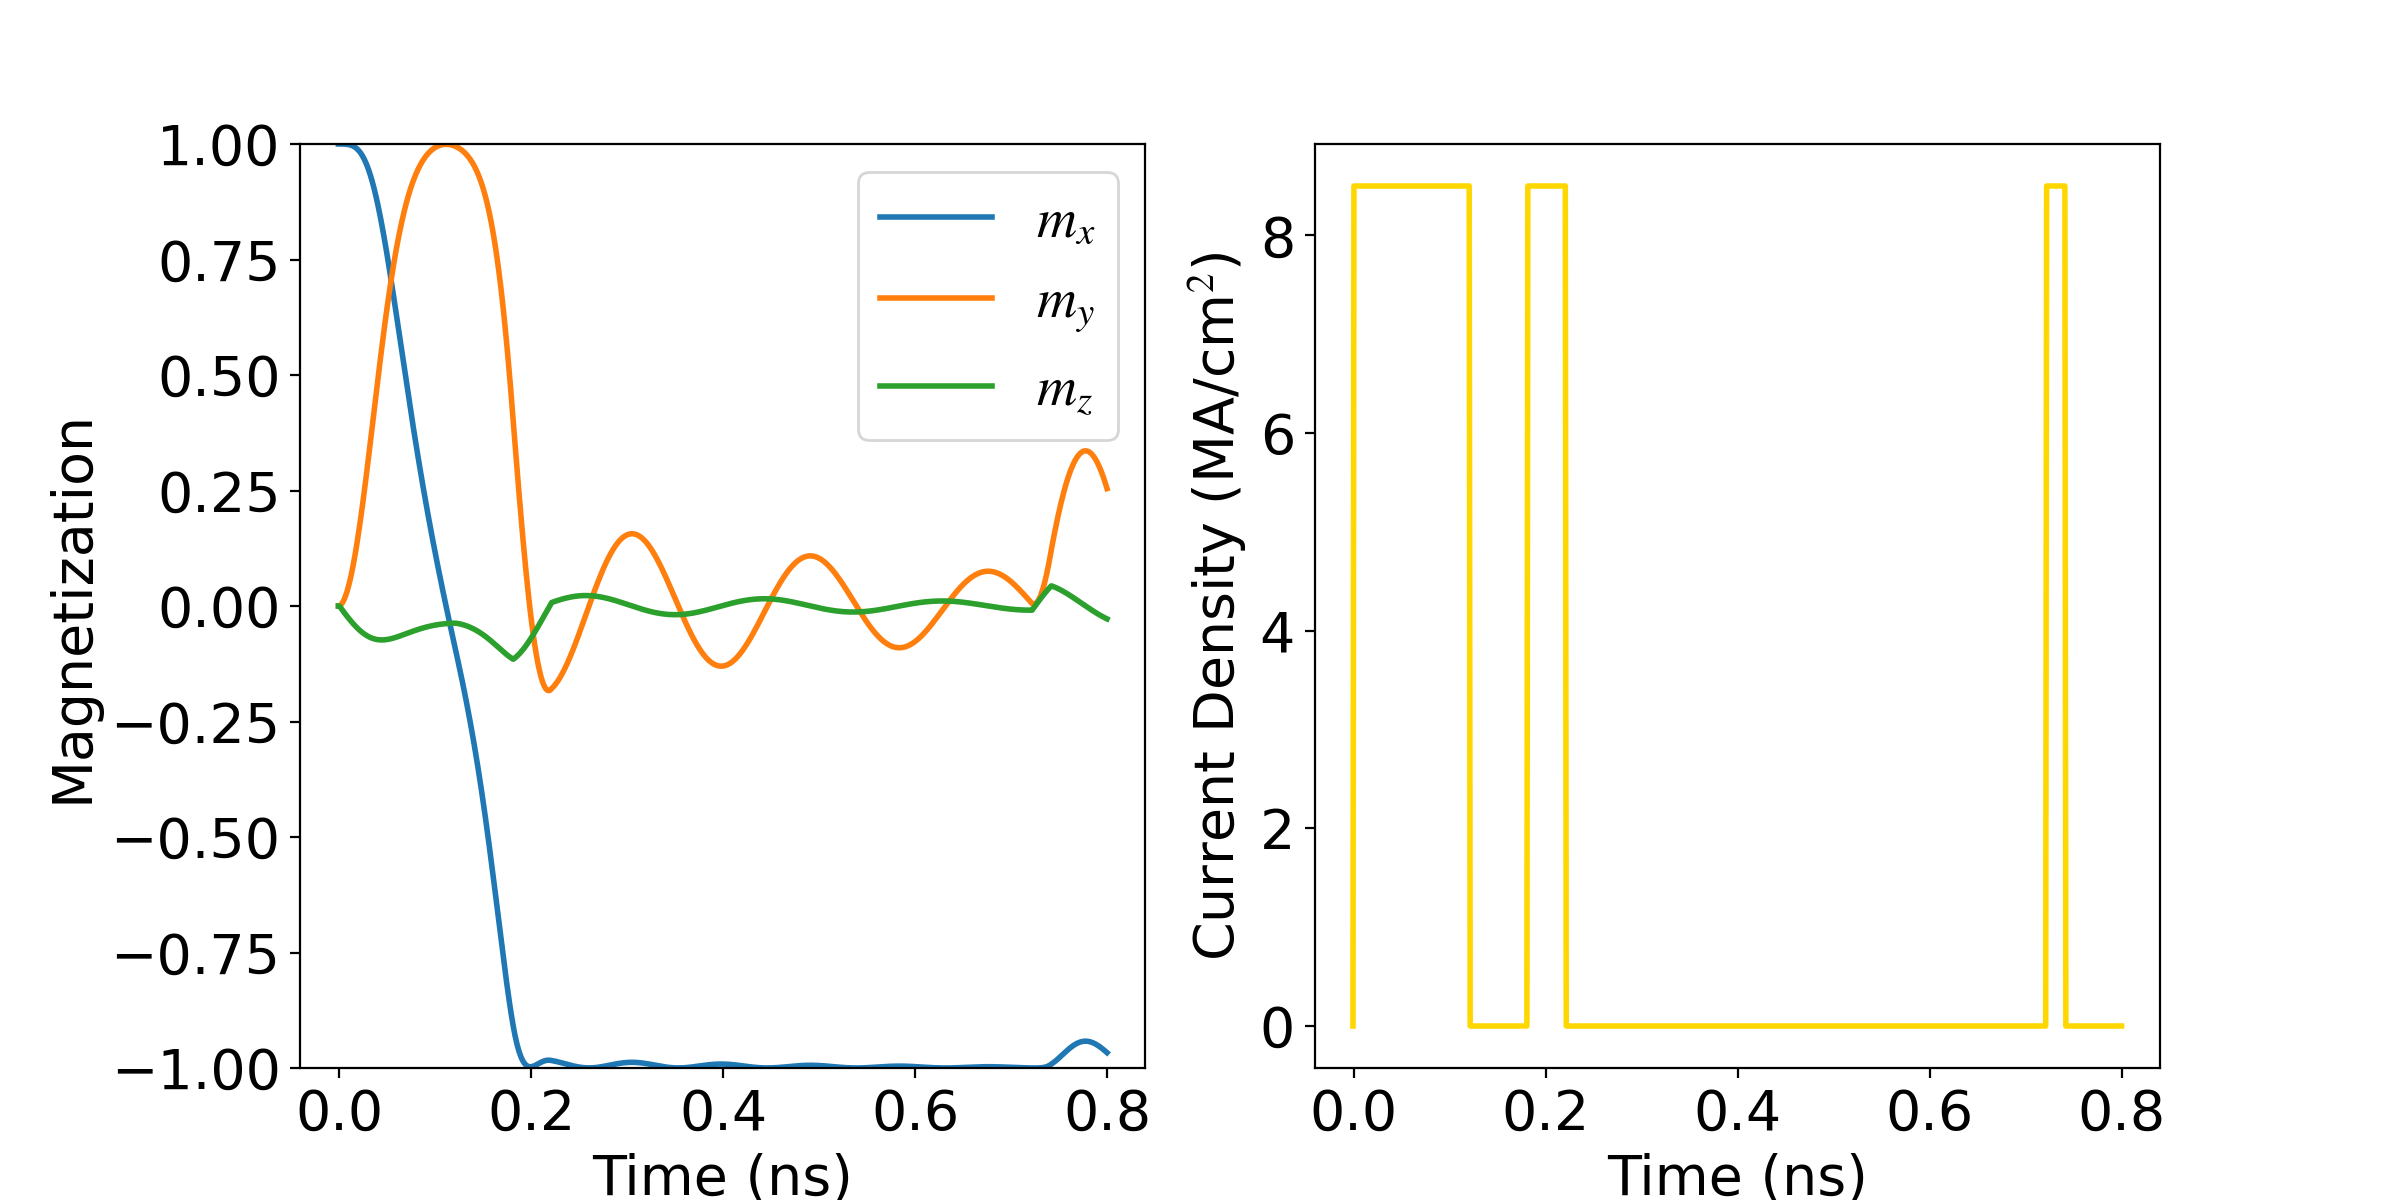 Magnetization
1.00
0.75
0.50
0.25
0.00
−0.25
−0.50
−0.75
−1.00
0.0 0.2 0.4 0.6 0.8
Time (ns)
mₓ
m_y
m_z
Current Density (MA/cm²)
8
6
4
2
0
0.0 0.2 0.4 0.6 0.8
Time (ns)